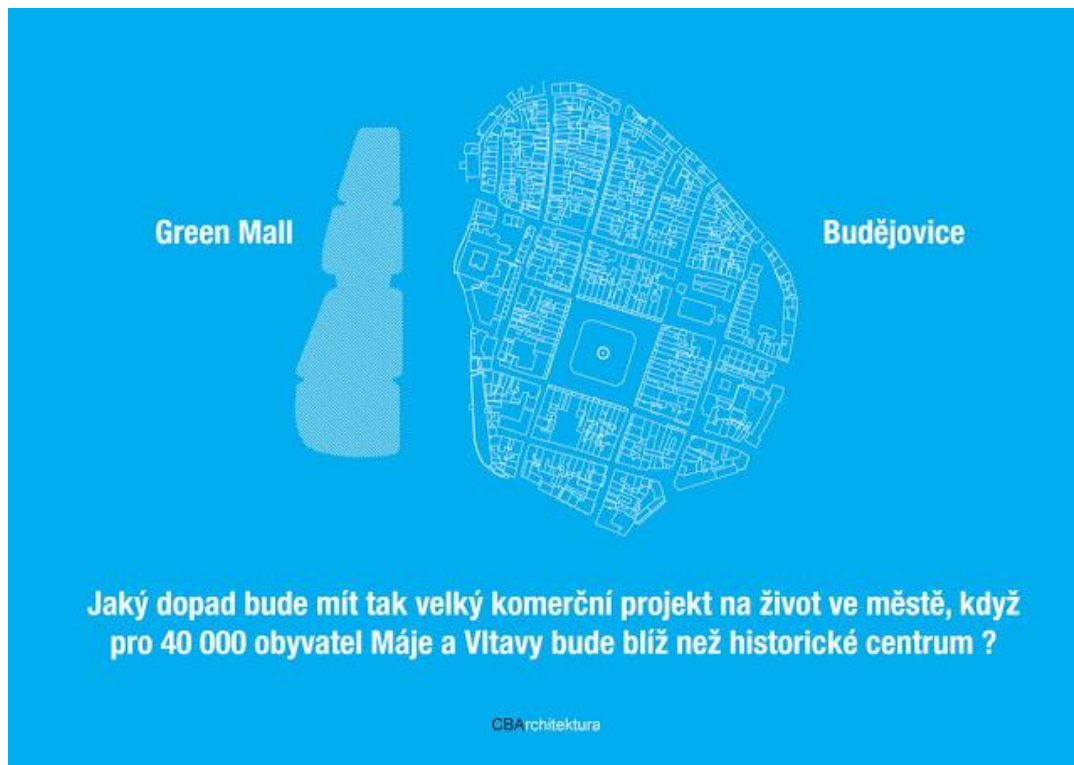 Green Mall
Budějovice
Jaký dopad bude mít tak velký komerční projekt na život ve městě, když
pro 40 000 obyvatel Máje a Vltavy bude blíž než historické centrum ?
CBArchitektura